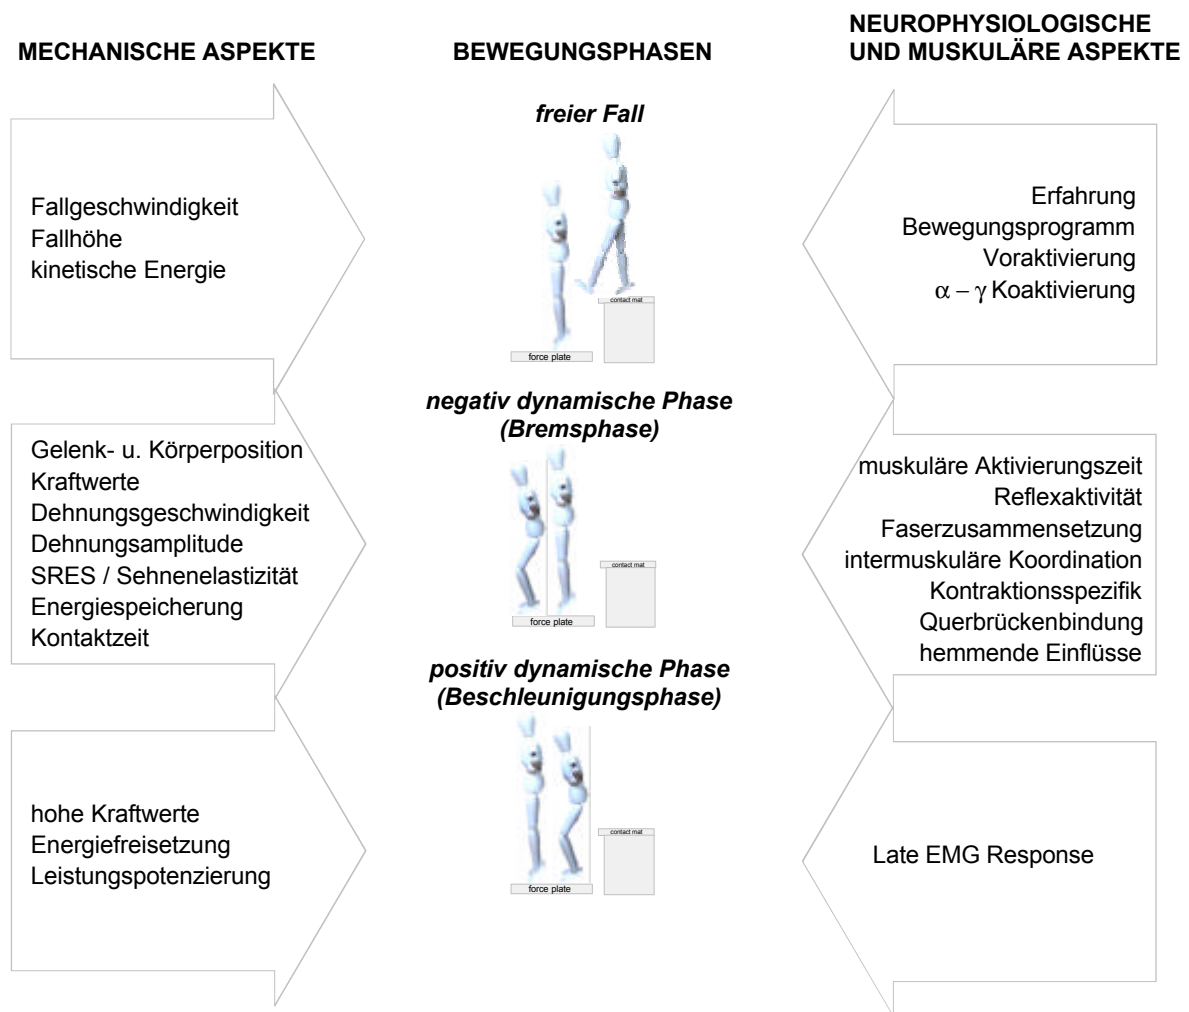 MECHANISCHE ASPEKTE
BEWEGUNGSPHASEN
NEUROPHYSIOLOGISCHE
UND MUSKULÄRE ASPEKTE
freier Fall
Fallgeschwindigkeit
Fallhöhe
kinetische Energie
contact mat
force plate
Erfahrung
Bewegungsprogramm
Voraktivierung
α – γ Koaktivierung
negativ dynamische Phase
(Bremsphase)
Gelenk- u. Körperposition
Kraftwerte
Dehnungsgeschwindigkeit
Dehnungsamplitude
SRES / Sehnenelastizität
Energiespeicherung
Kontaktzeit
contact mat
force plate
muskuläre Aktivierungszeit
Reflexaktivität
Faserzusammensetzung
intermuskuläre Koordination
Kontraktionsspezifik
Querbrückenbindung
hemmende Einflüsse
positiv dynamische Phase
(Beschleunigungsphase)
hohe Kraftwerte
Energiefreisetzung
Leistungspotenzierung
contact mat
force plate
Late EMG Response